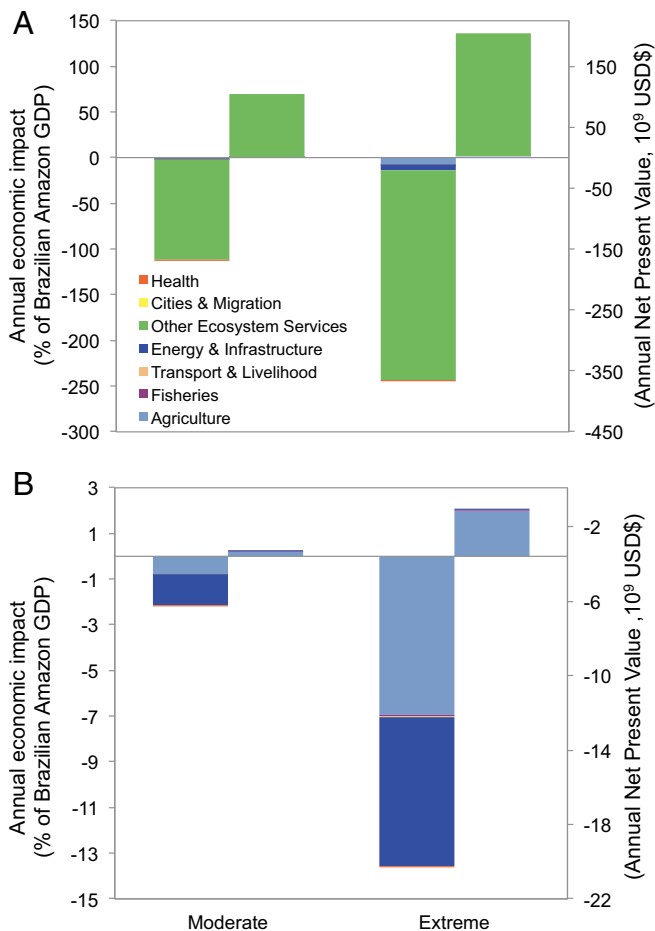 A
Annual economic impact
(% of Brazilian Amazon GDP)
150
100
50
0
-50
-100
-150
-200
-250
-300
150
50
-50
-150
-250
-350
-450
(Annual Net Present Value, 10⁹ USD$)
Health
Cities & Migration
Other Ecosystem Services
Energy & Infrastructure
Transport & Livelihood
Fisheries
Agriculture
B
Annual economic impact
(% of Brazilian Amazon GDP)
3
1
-1
-3
-5
-7
-9
-11
-13
-15
-2
-6
-10
-14
-18
-22
(Annual Net Present Value ,10⁹ USD$)
Moderate
Extreme